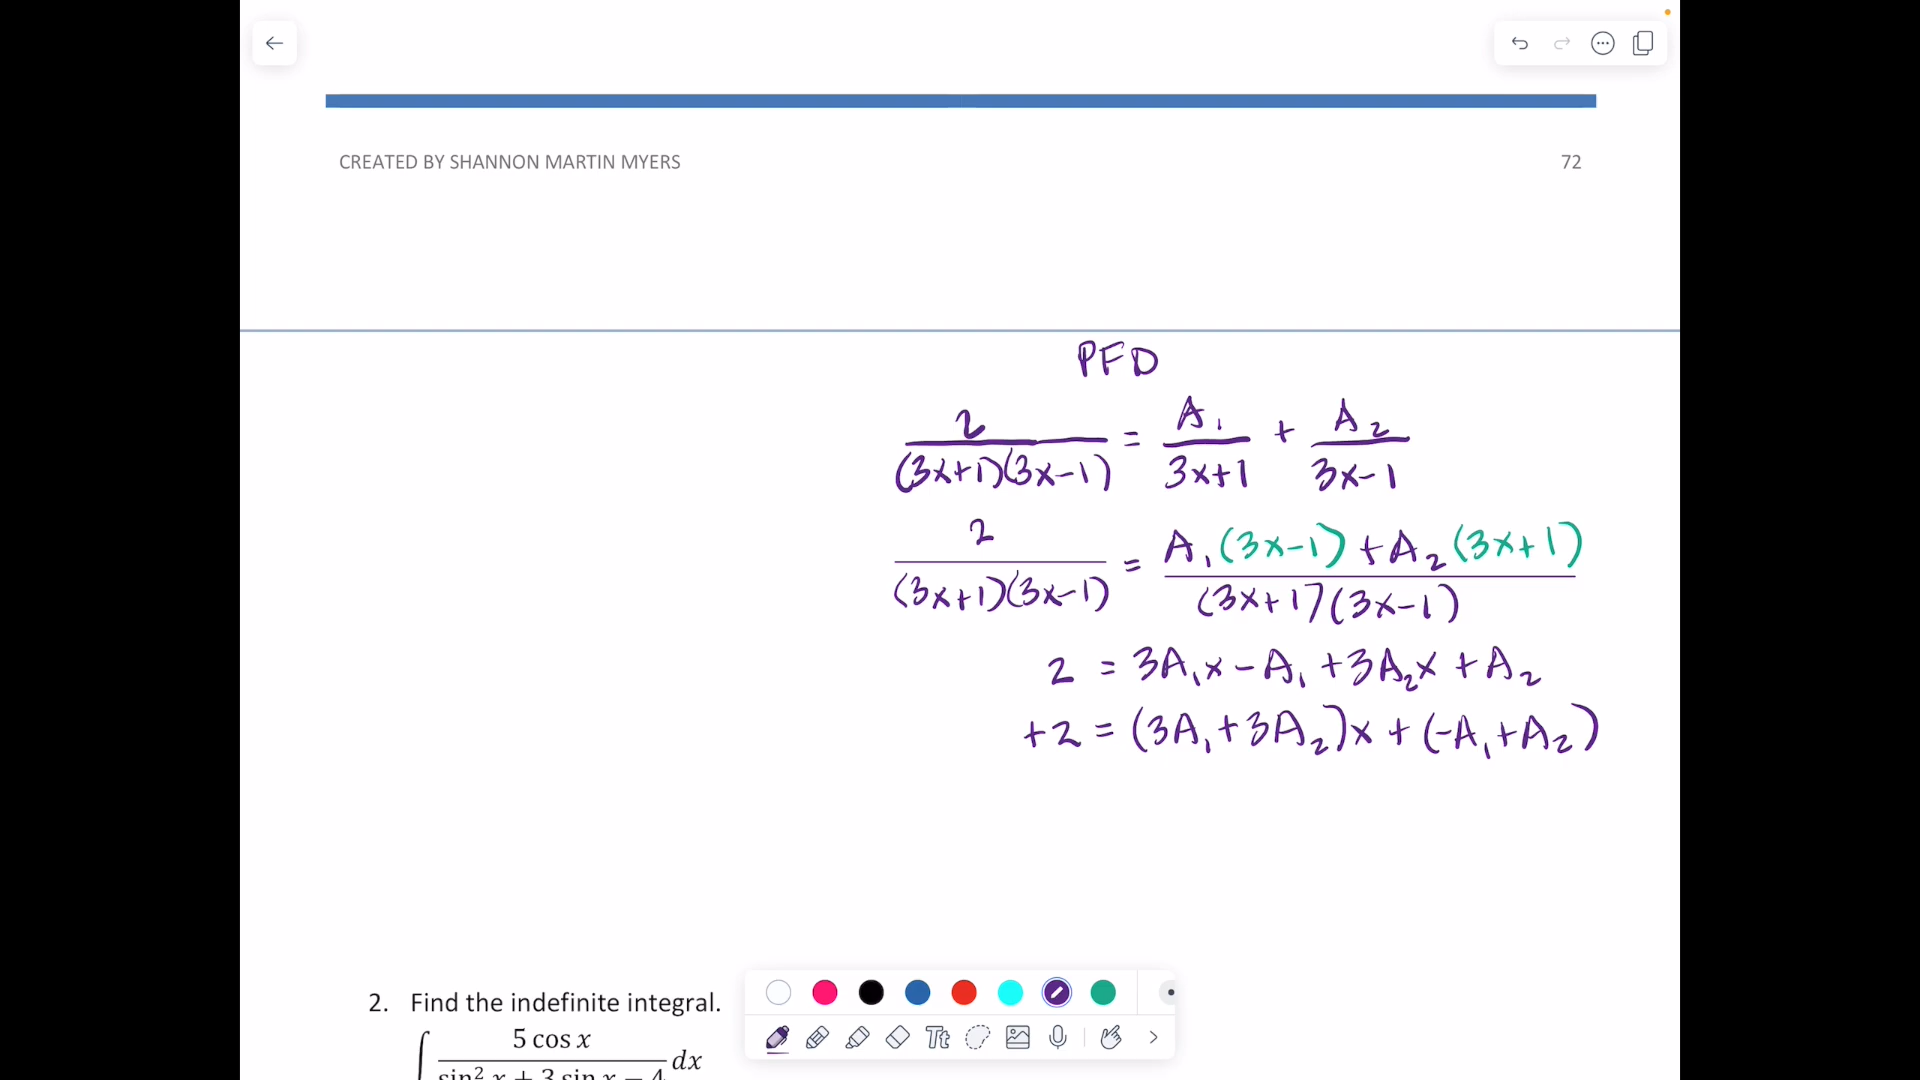 CREATED BY SHANNON MARTIN MYERS 72
PFD
2/((3x+1)(3x-1)) = A₁/(3x+1) + A₂/(3x-1)
2/((3x+1)(3x-1)) = (A₁(3x-1) + A₂(3x+1))/((3x+1)(3x-1))
2 = 3A₁x - A₁ + 3A₂x + A₂
+2 = (3A₁+3A₂)x + (-A₁+A₂)
2. Find the indefinite integral.
∫ (5 cos x)/(sin² x + 3 sin x − 4) dx
Tt